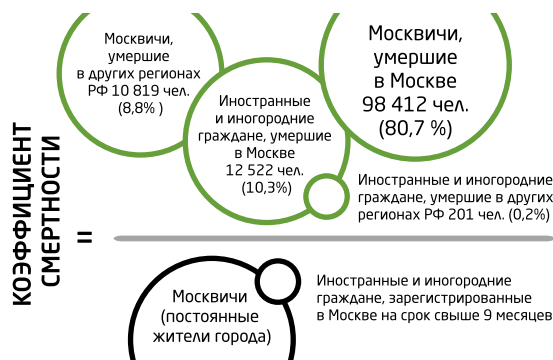 Москвичи,
умершие
в других регионах
РФ 10 819 чел.
(8,8% )
Иностранные
и иногородние
граждане, умершие
в Москве
12 522 чел.
(10,3%)
Москвичи,
умершие
в Москве
98 412 чел.
(80,7 %)
Иностранные и иногородние
граждане, умершие в других
регионах РФ 201 чел. (0,2%)
КОЭФФИЦИЕНТ
СМЕРТНОСТИ
=
Москвичи
(постоянные
жители города)
Иностранные и иногородние
граждане, зарегистрированные
в Москве на срок свыше 9 месяцев